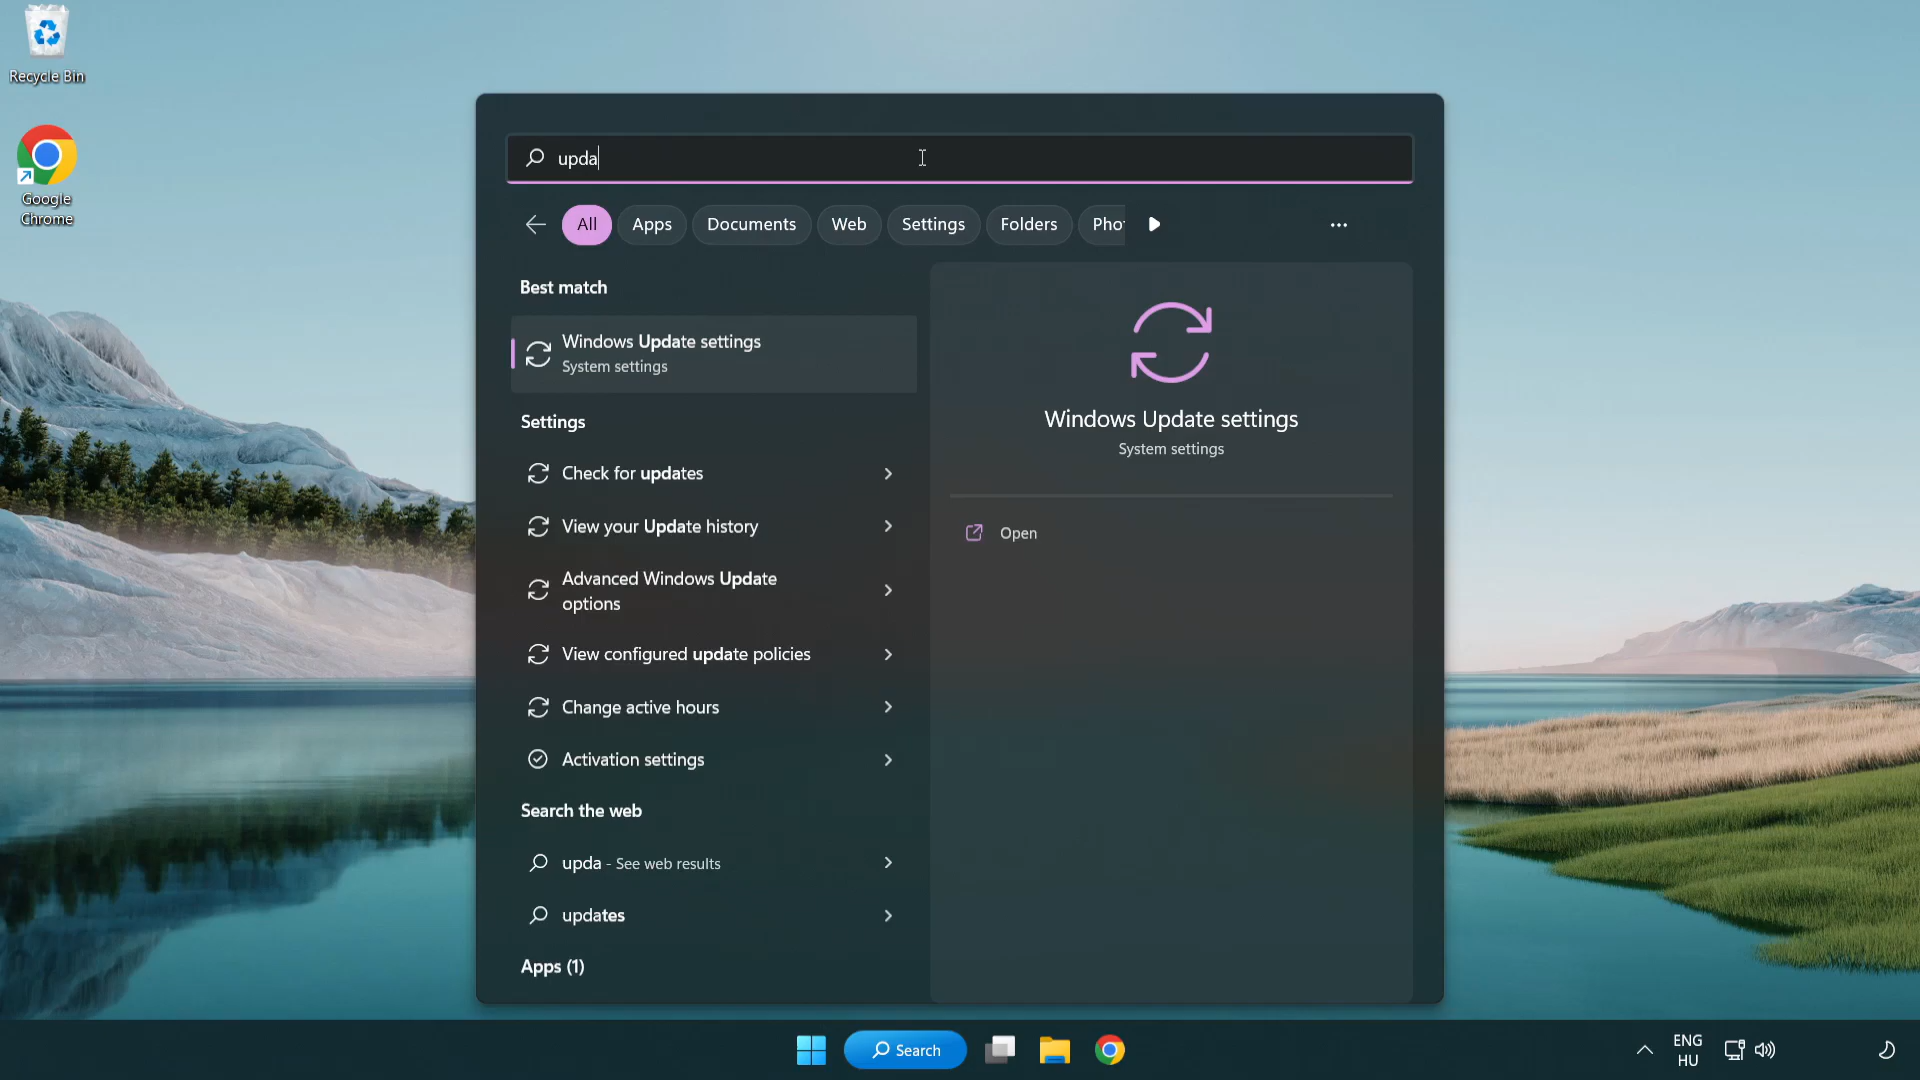 Recycle Bin
Google
Chrome
upda
All
Apps
Documents
Web
Settings
Folders
Pho
Best match
Windows Update settings
System settings
Settings
Check for updates
View your Update history
Advanced Windows Update
options
View configured update policies
Change active hours
Activation settings
Search the web
upda - See web results
updates
Apps (1)
Windows Update settings
System settings
Open
Search
ENG
HU